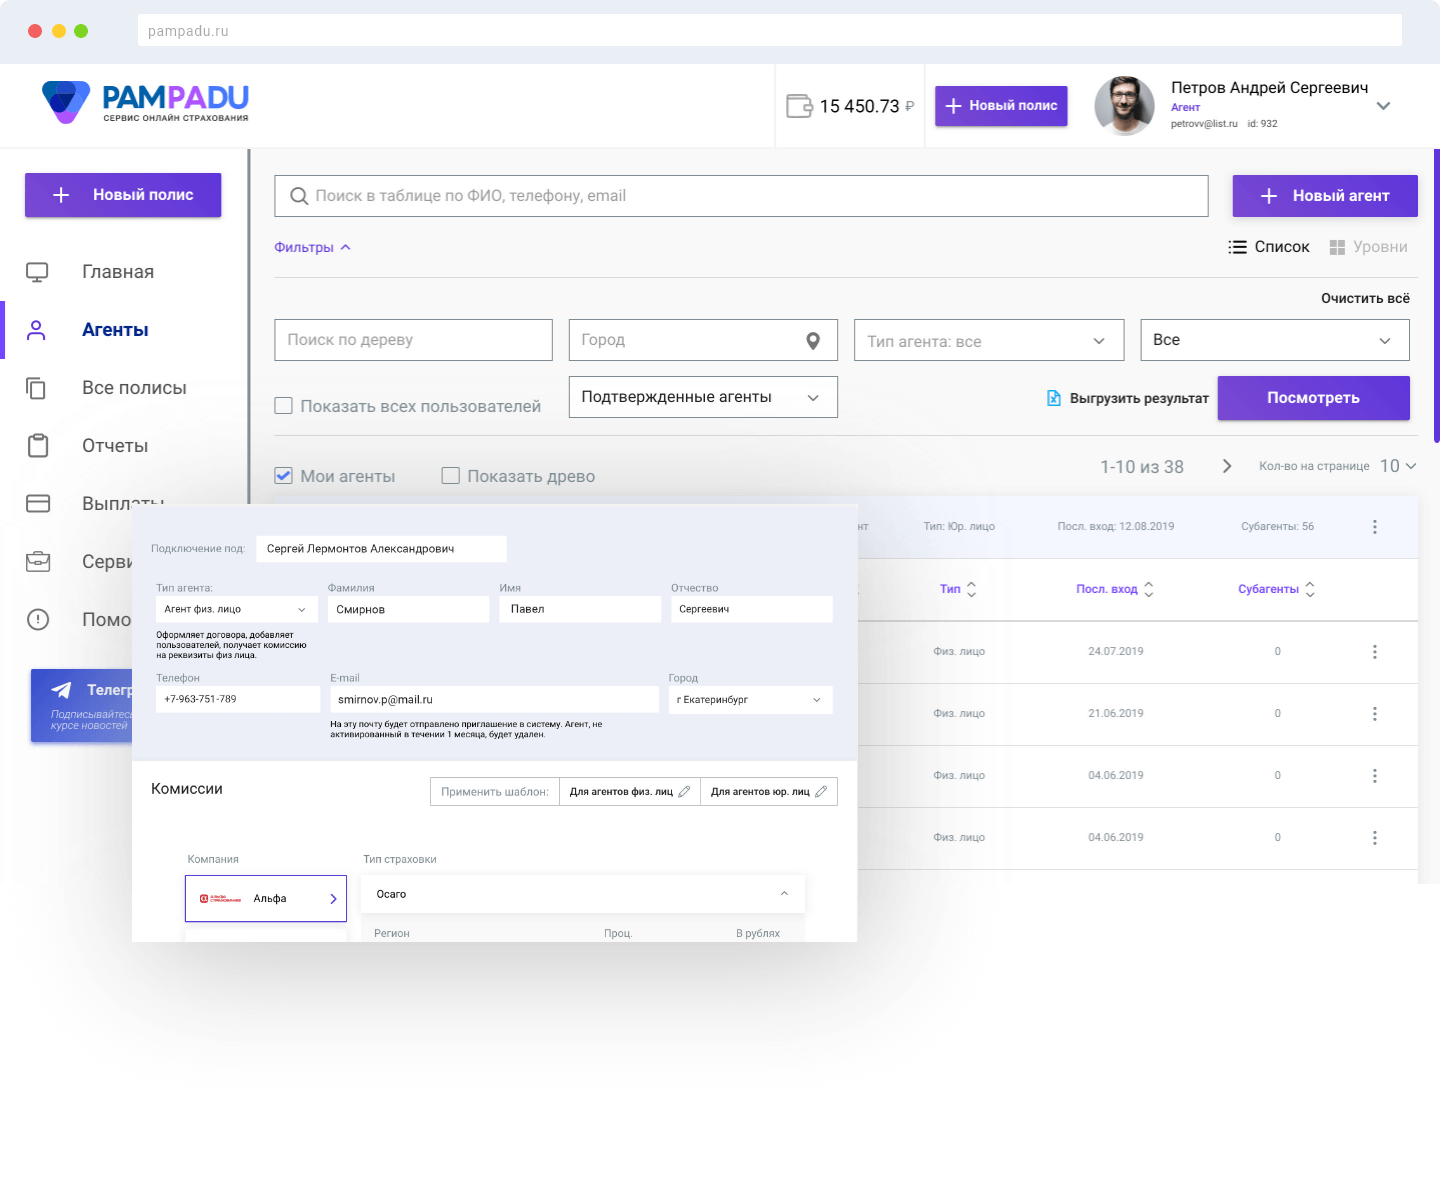 pampadu.ru
PAMPADU
СЕРВИС ОНЛАЙН СТРАХОВАНИЯ
15 450.73 ₽
Новый полис
Петров Андрей Сергеевич
Агент
petrovv@list.ru id: 932
Новый полис
Поиск в таблице по ФИО, телефону, email
Новый агент
Фильтры
Список
Уровни
Главная
Агенты
Все полисы
Отчеты
Выплаты
Серви
Помо
Телегр
Подписывайтесь
курсе новостей
Очистить всё
Поиск по дереву
Город
Тип агента: все
Все
Показать всех пользователей
Подтвержденные агенты
Выгрузить результат
Посмотреть
Мои агенты
Показать древо
1-10 из 38
Кол-во на странице 10
нт
Тип: Юр. лицо
Посл. вход: 12.08.2019
Субагенты: 56
Тип
Посл. вход
Субагенты
Физ. лицо 24.07.2019 0
Физ. лицо 21.06.2019 0
Физ. лицо 04.06.2019 0
Физ. лицо 04.06.2019 0
Подключение под: Сергей Лермонтов Александрович
Тип агента: Фамилия Имя Отчество
Агент физ. лицо Смирнов Павел Сергеевич
Оформляет договора, добавляет
пользователей, получает комиссию
на реквизиты физ лица.
Телефон E-mail Город
+7-963-751-789 smirnov.p@mail.ru г Екатеринбург
На эту почту будет отправлено приглашение в систему. Агент, не
активированный в течении 1 месяца, будет удален.
Комиссии
Применить шаблон: Для агентов физ. лиц Для агентов юр. лиц
Компания Тип страховки
АЛЬФА
СТРАХОВАНИЕ
Альфа
Осаго
Регион Проц. В рублях